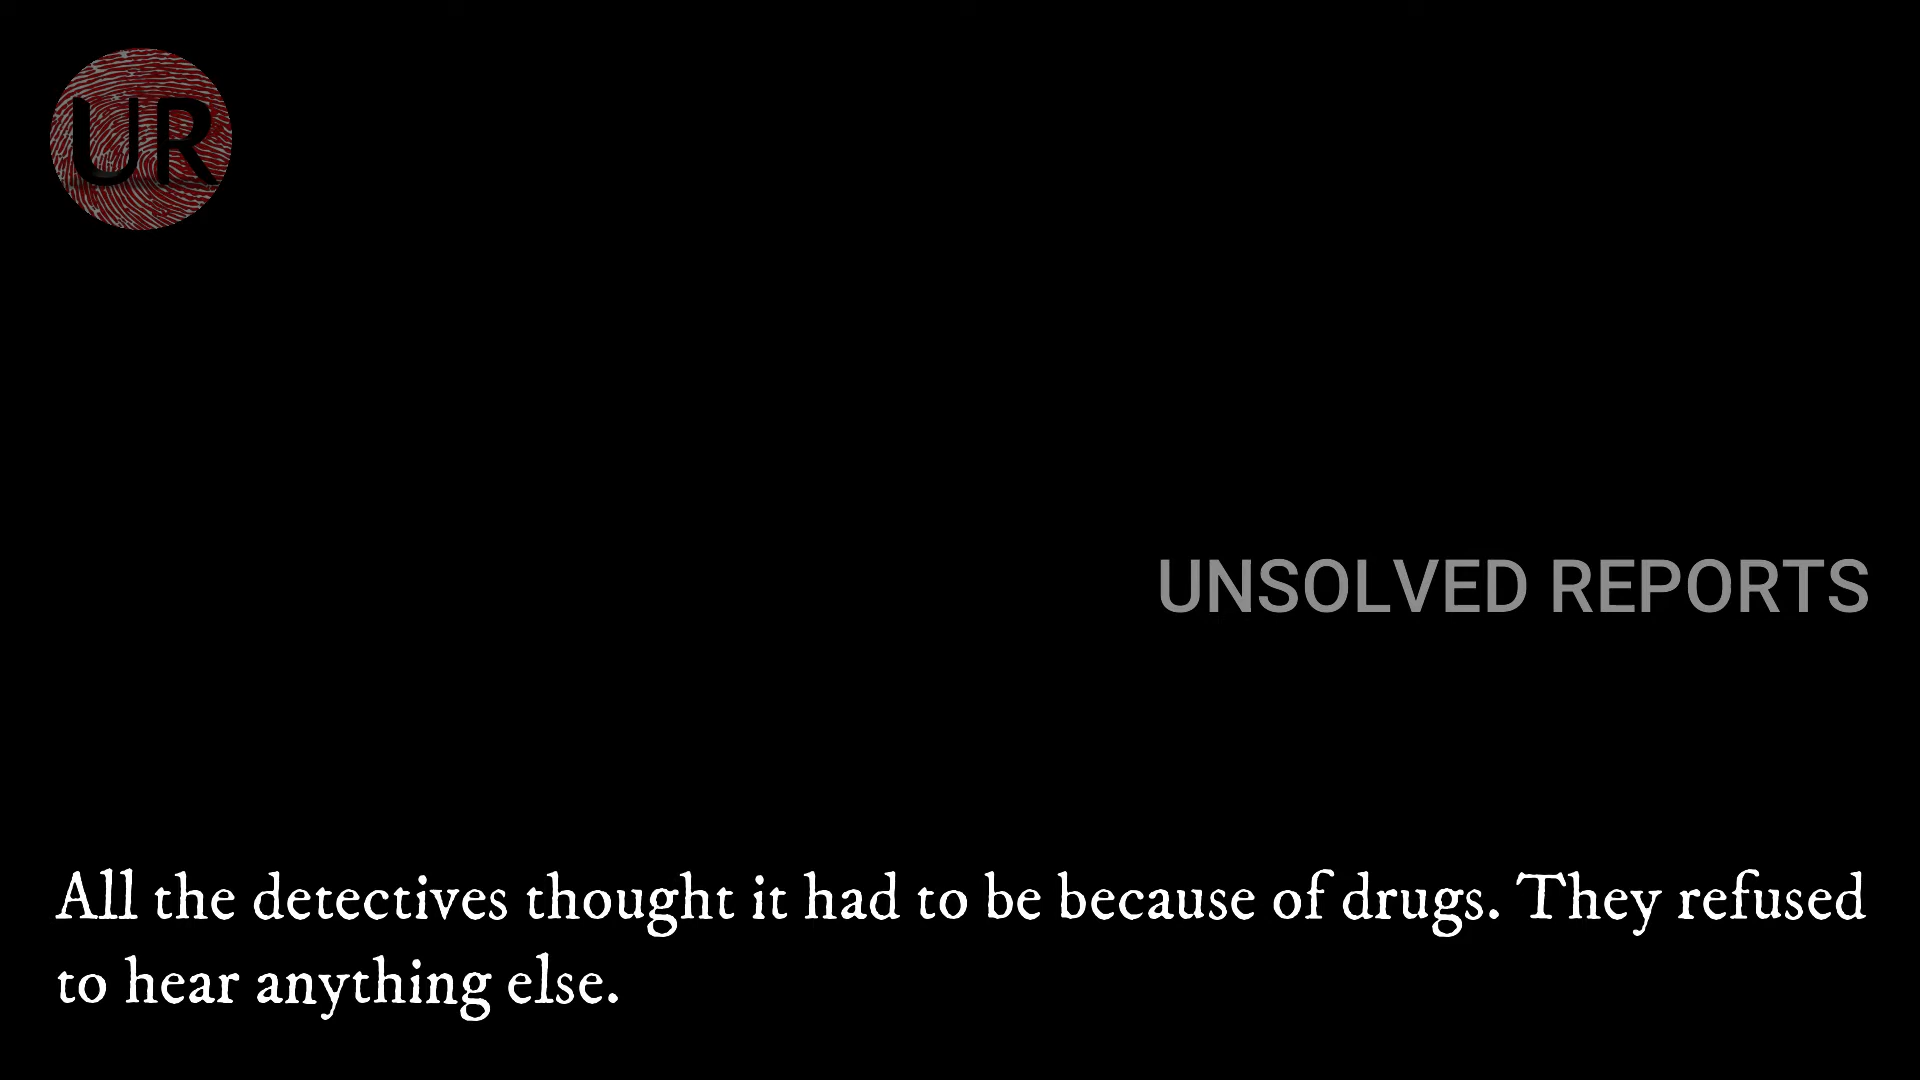 UR
UNSOLVED REPORTS
All the detectives thought it had to be because of drugs. They refused
to hear anything else.